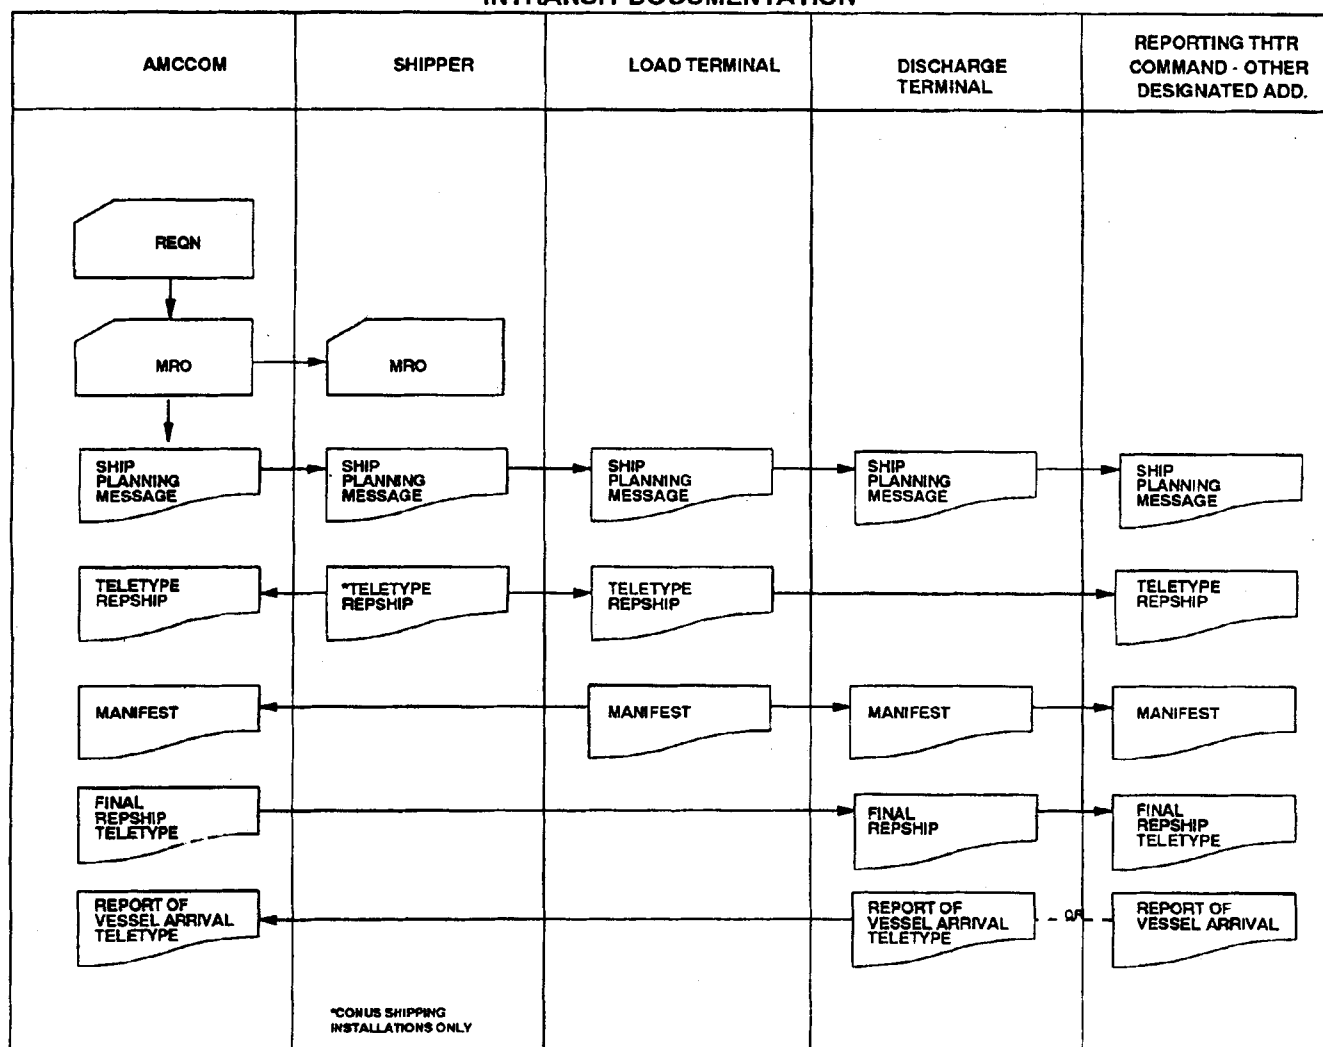 INTRANSIT DOCUMENTATION
AMCCOM
SHIPPER
LOAD TERMINAL
DISCHARGE
TERMINAL
REPORTING THTR
COMMAND - OTHER
DESIGNATED ADD.
REQN
MRO
MRO
SHIP
PLANNING
MESSAGE
SHIP
PLANNING
MESSAGE
SHIP
PLANNING
MESSAGE
SHIP
PLANNING
MESSAGE
SHIP
PLANNING
MESSAGE
TELETYPE
REPSHIP
*TELETYPE
REPSHIP
TELETYPE
REPSHIP
TELETYPE
REPSHIP
MANIFEST
MANIFEST
MANIFEST
MANIFEST
FINAL
REPSHIP
TELETYPE
FINAL
REPSHIP
FINAL
REPSHIP
TELETYPE
REPORT OF
VESSEL ARRIVAL
TELETYPE
REPORT OF
VESSEL ARRIVAL
TELETYPE
OR
REPORT OF
VESSEL ARRIVAL
*CONUS SHIPPING
INSTALLATIONS ONLY